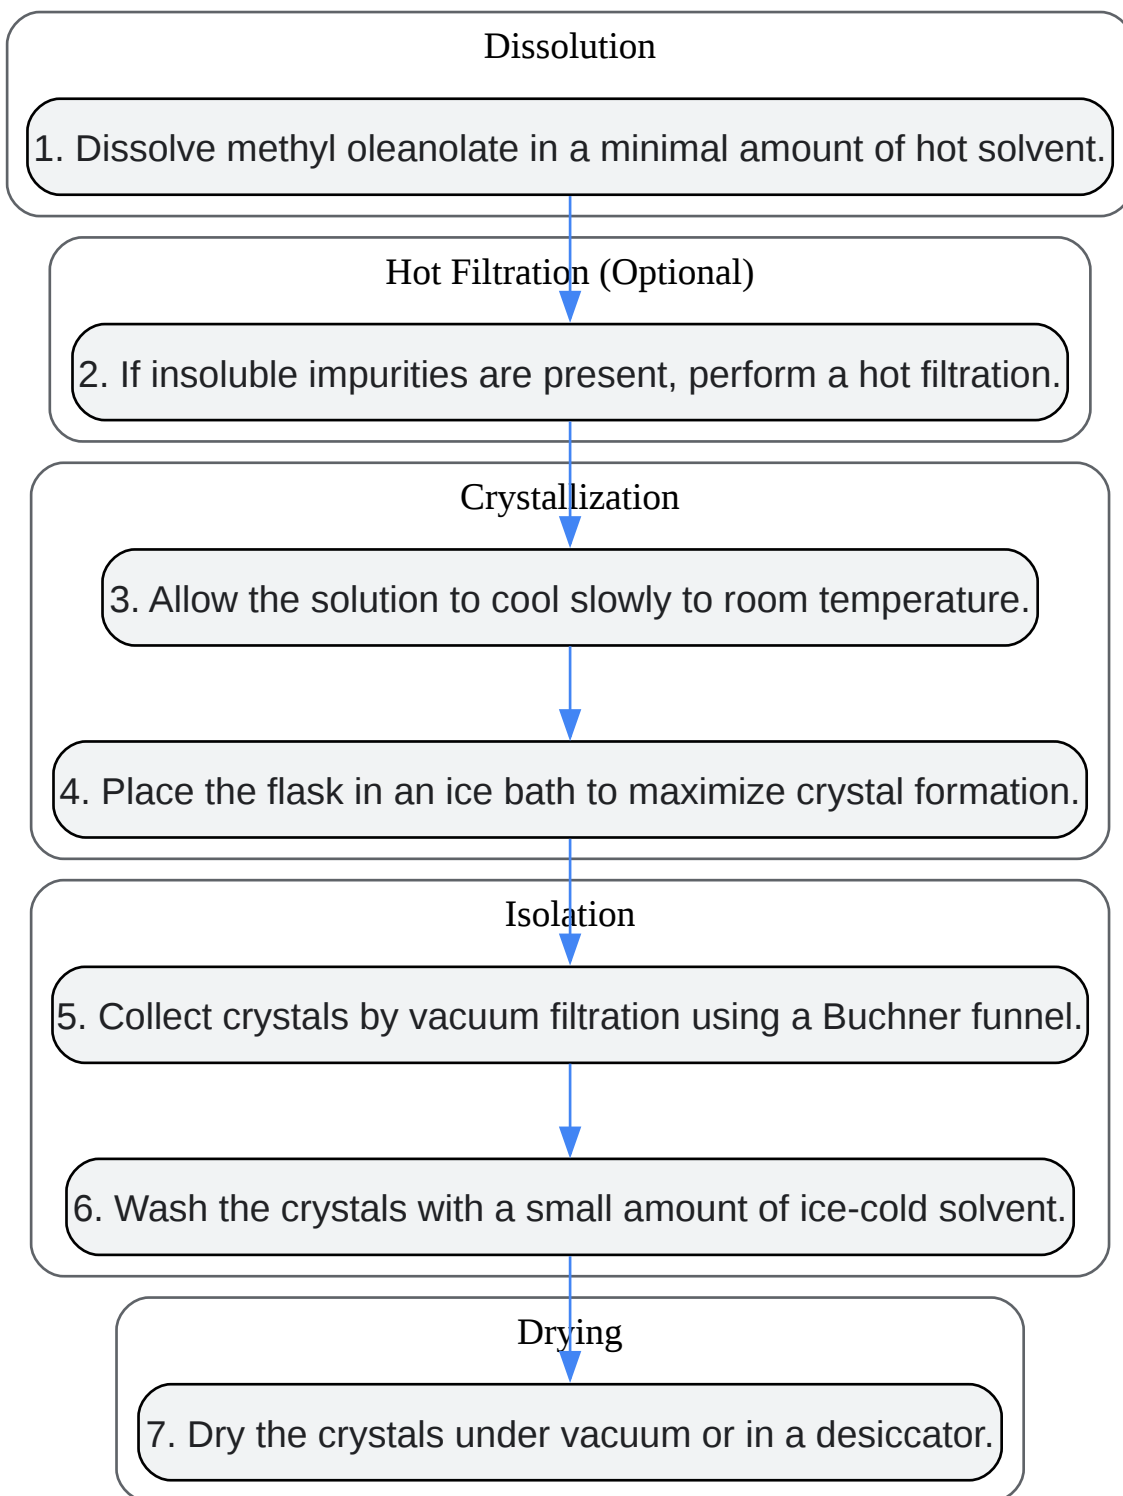 Dissolution
1. Dissolve methyl oleanolate in a minimal amount of hot solvent.
Hot Filtration (Optional)
2. If insoluble impurities are present, perform a hot filtration.
Crystallization
3. Allow the solution to cool slowly to room temperature.
4. Place the flask in an ice bath to maximize crystal formation.
Isolation
5. Collect crystals by vacuum filtration using a Buchner funnel.
6. Wash the crystals with a small amount of ice-cold solvent.
Drying
7. Dry the crystals under vacuum or in a desiccator.